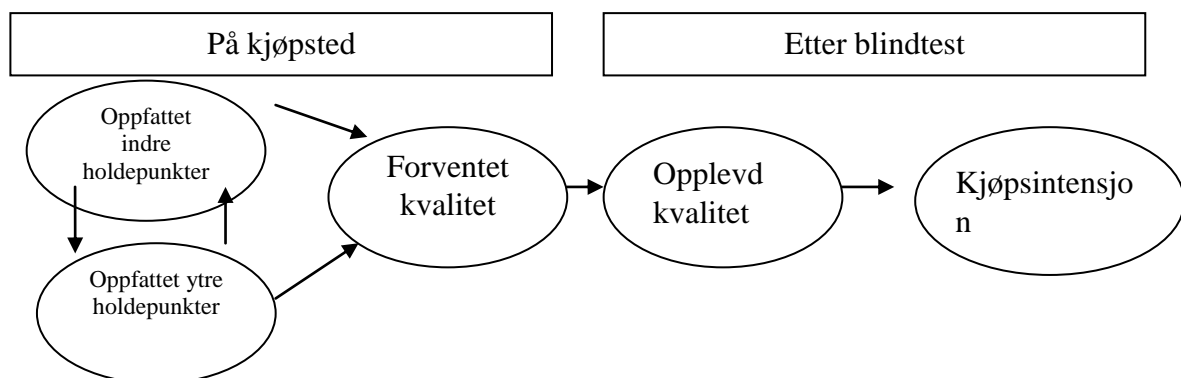 På kjøpsted
Etter blindtest
Oppfattet
indre
holdepunkter
Oppfattet ytre
holdepunkter
Forventet
kvalitet
Opplevd
kvalitet
Kjøpsintensjo
n